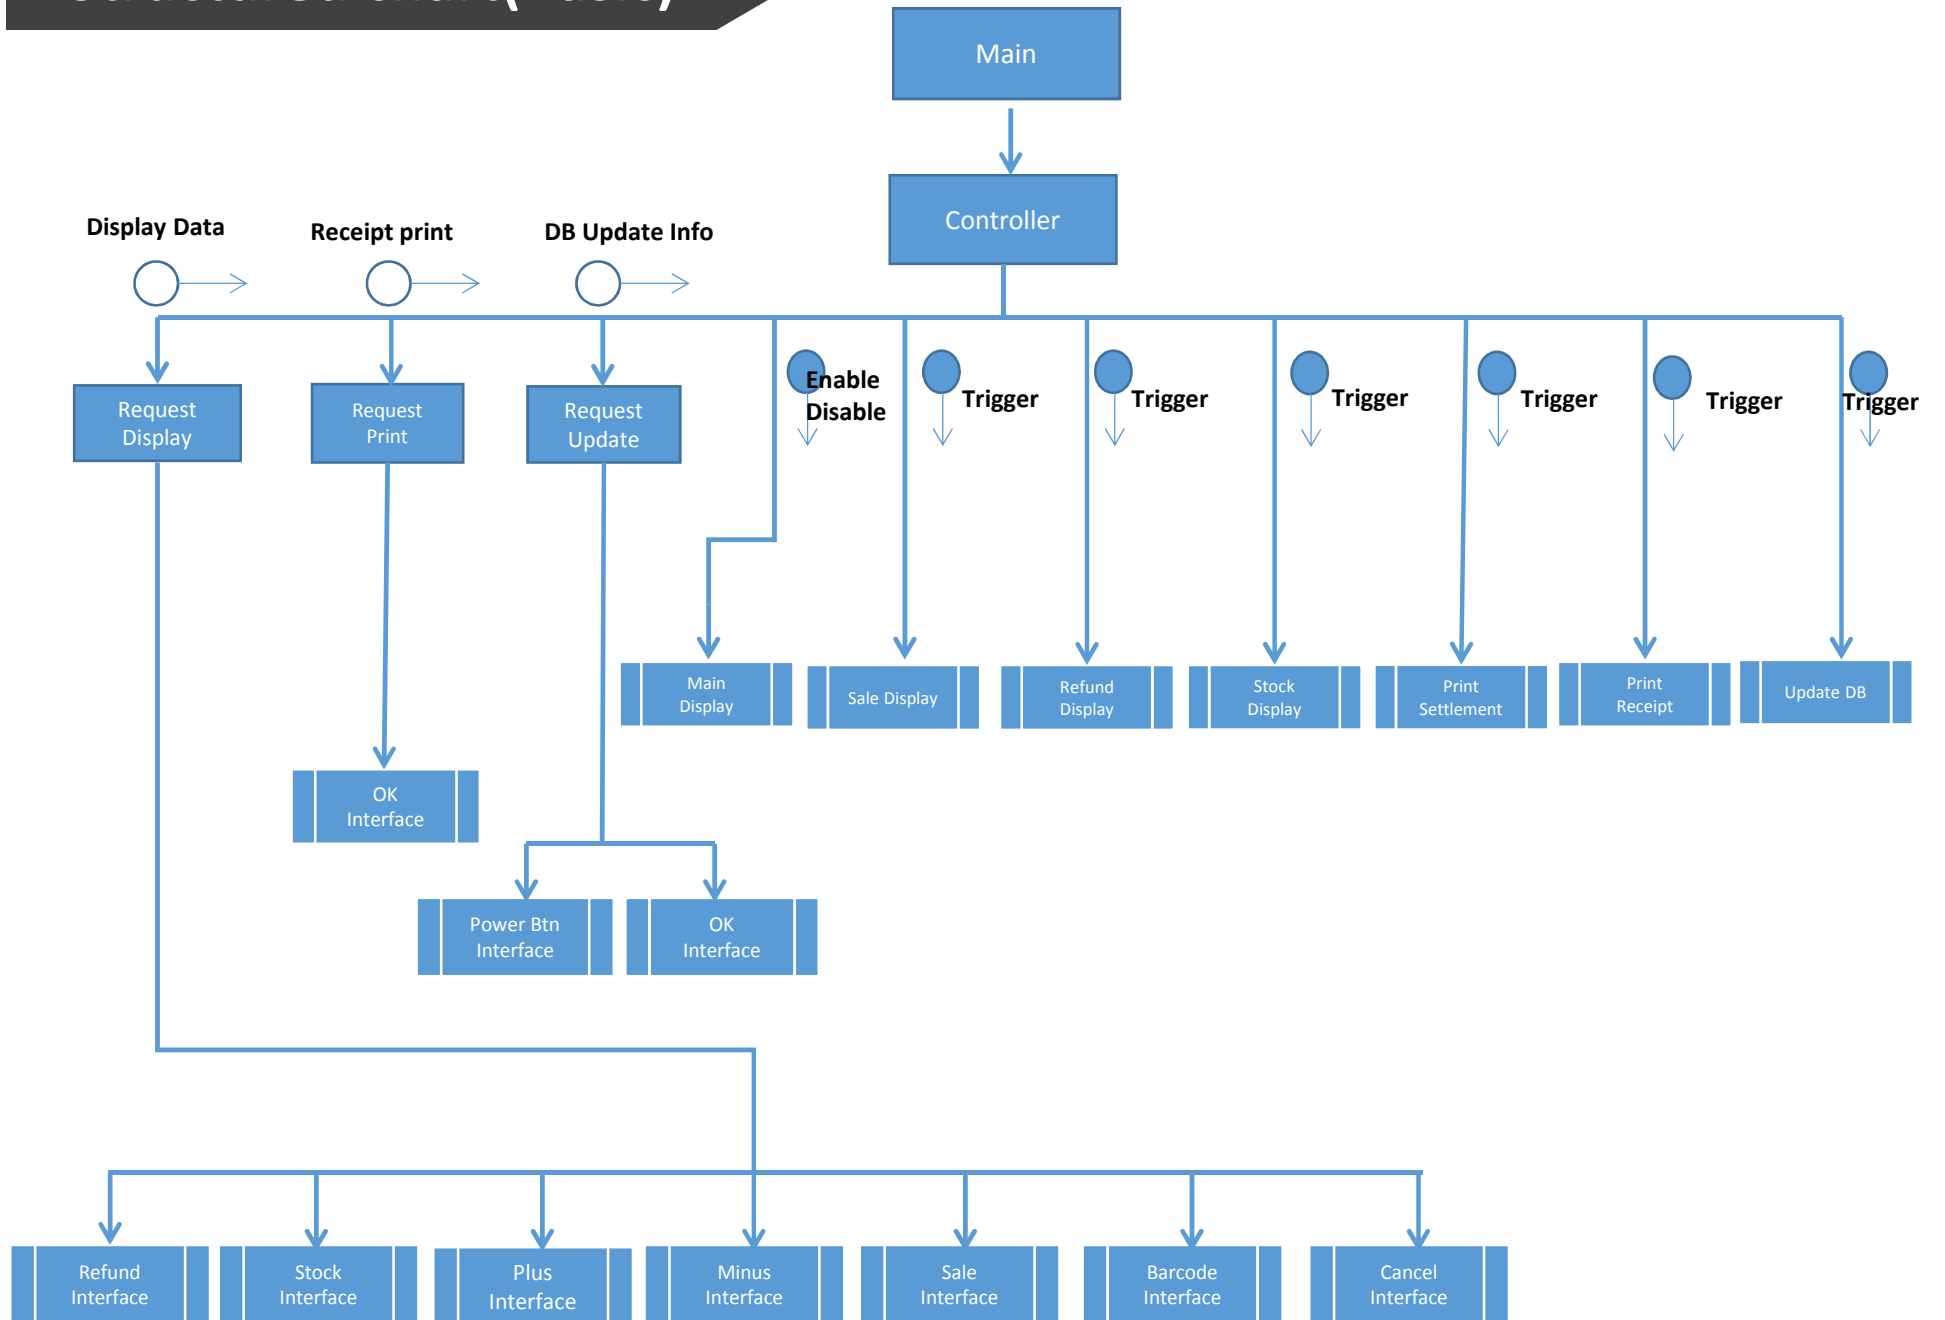 Main
Controller
Display Data
Receipt print
DB Update Info
Enable
Disable
Trigger
Trigger
Trigger
Trigger
Trigger
Trigger
Request
Display
Request
Print
Request
Update
Main
Display
Sale Display
Refund
Display
Stock
Display
Print
Settlement
Print
Receipt
Update DB
OK
Interface
Power Btn
Interface
OK
Interface
Refund
Interface
Stock
Interface
Plus
Interface
Minus
Interface
Sale
Interface
Barcode
Interface
Cancel
Interface